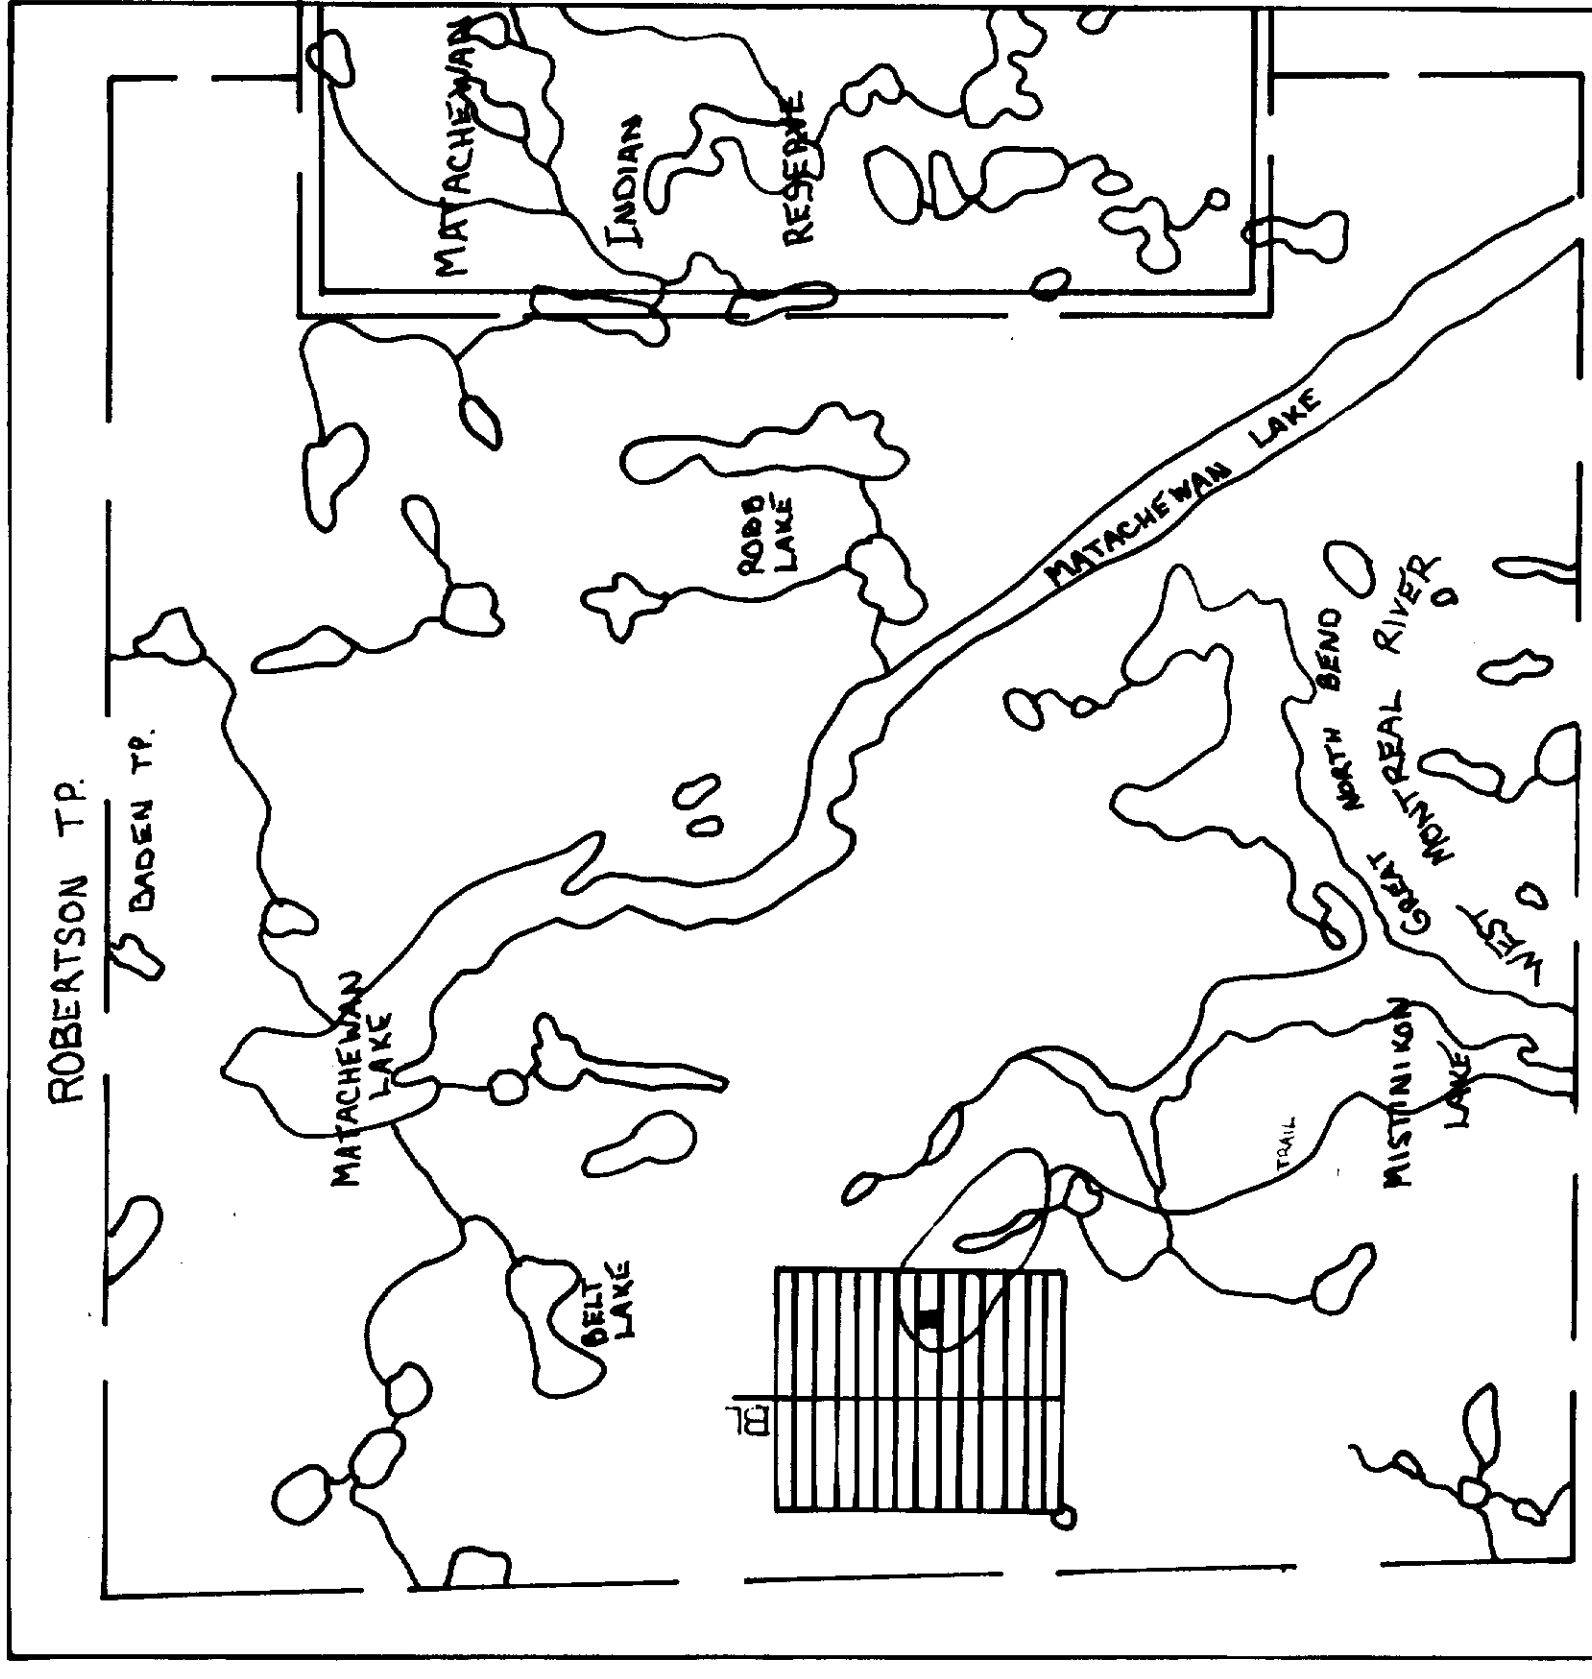 ROBERTSON TP.
BADEN TP.
MATACHEWAN
INDIAN
RESERVE
MATACHEWAN
LAKE
ROBB
LAKE
MATACHEWAN LAKE
BELT
LAKE
BL
GREAT NORTH BEND
WEST MONTREAL RIVER
MISTINIKON
LAKE
TRAIL